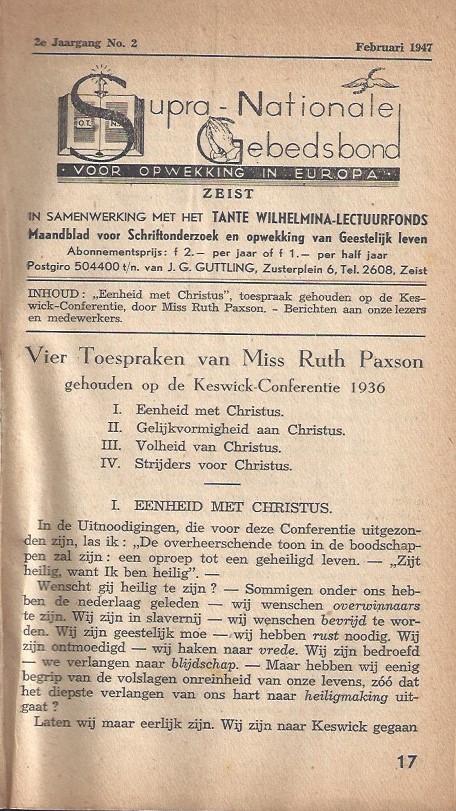 2e Jaargang No. 2 Februari 1947
O.T. N.T.
Supra-Nationale
Gebedsbond
• VOOR OPWEKKING IN EUROPA •
ZEIST
IN SAMENWERKING MET HET TANTE WILHELMINA-LECTUURFONDS
Maandblad voor Schriftonderzoek en opwekking van Geestelijk leven
Abonnementsprijs: f 2.— per jaar of f 1.— per half jaar
Postgiro 504400 t/n. van J. G. GUTTLING, Zusterplein 6, Tel. 2608, Zeist
INHOUD: „Eenheid met Christus”, toespraak gehouden op de Kes-
wick-Conferentie, door Miss Ruth Paxson. - Berichten aan onze lezers
en medewerkers.
Vier Toespraken van Miss Ruth Paxson
gehouden op de Keswick-Conferentie 1936
I. Eenheid met Christus.
II. Gelijkvormigheid aan Christus.
III. Volheid van Christus.
IV. Strijders voor Christus.
I. EENHEID MET CHRISTUS.
In de Uitnoodigingen, die voor deze Conferentie uitgezon-
den zijn, las ik: „De overheerschende toon in de boodschap-
pen zal zijn: een oproep tot een geheiligd leven. — „Zijt
heilig, want Ik ben heilig”. —
Wenscht gij heilig te zijn? — Sommigen onder ons heb-
ben de nederlaag geleden — wij wenschen overwinnaars
te zijn. Wij zijn in slavernij — wij wenschen bevrijd te wor-
den. Wij zijn geestelijk moe — wij hebben rust noodig. Wij
zijn ontmoedigd — wij haken naar vrede. Wij zijn bedroefd
— we verlangen naar blijdschap. — Maar hebben wij eenig
begrip van de volslagen onreinheid van onze levens, zóó dat
het diepste verlangen van ons hart naar heiligmaking uit-
gaat?
Laten wij maar eerlijk zijn. Wij zijn naar Keswick gegaan
17